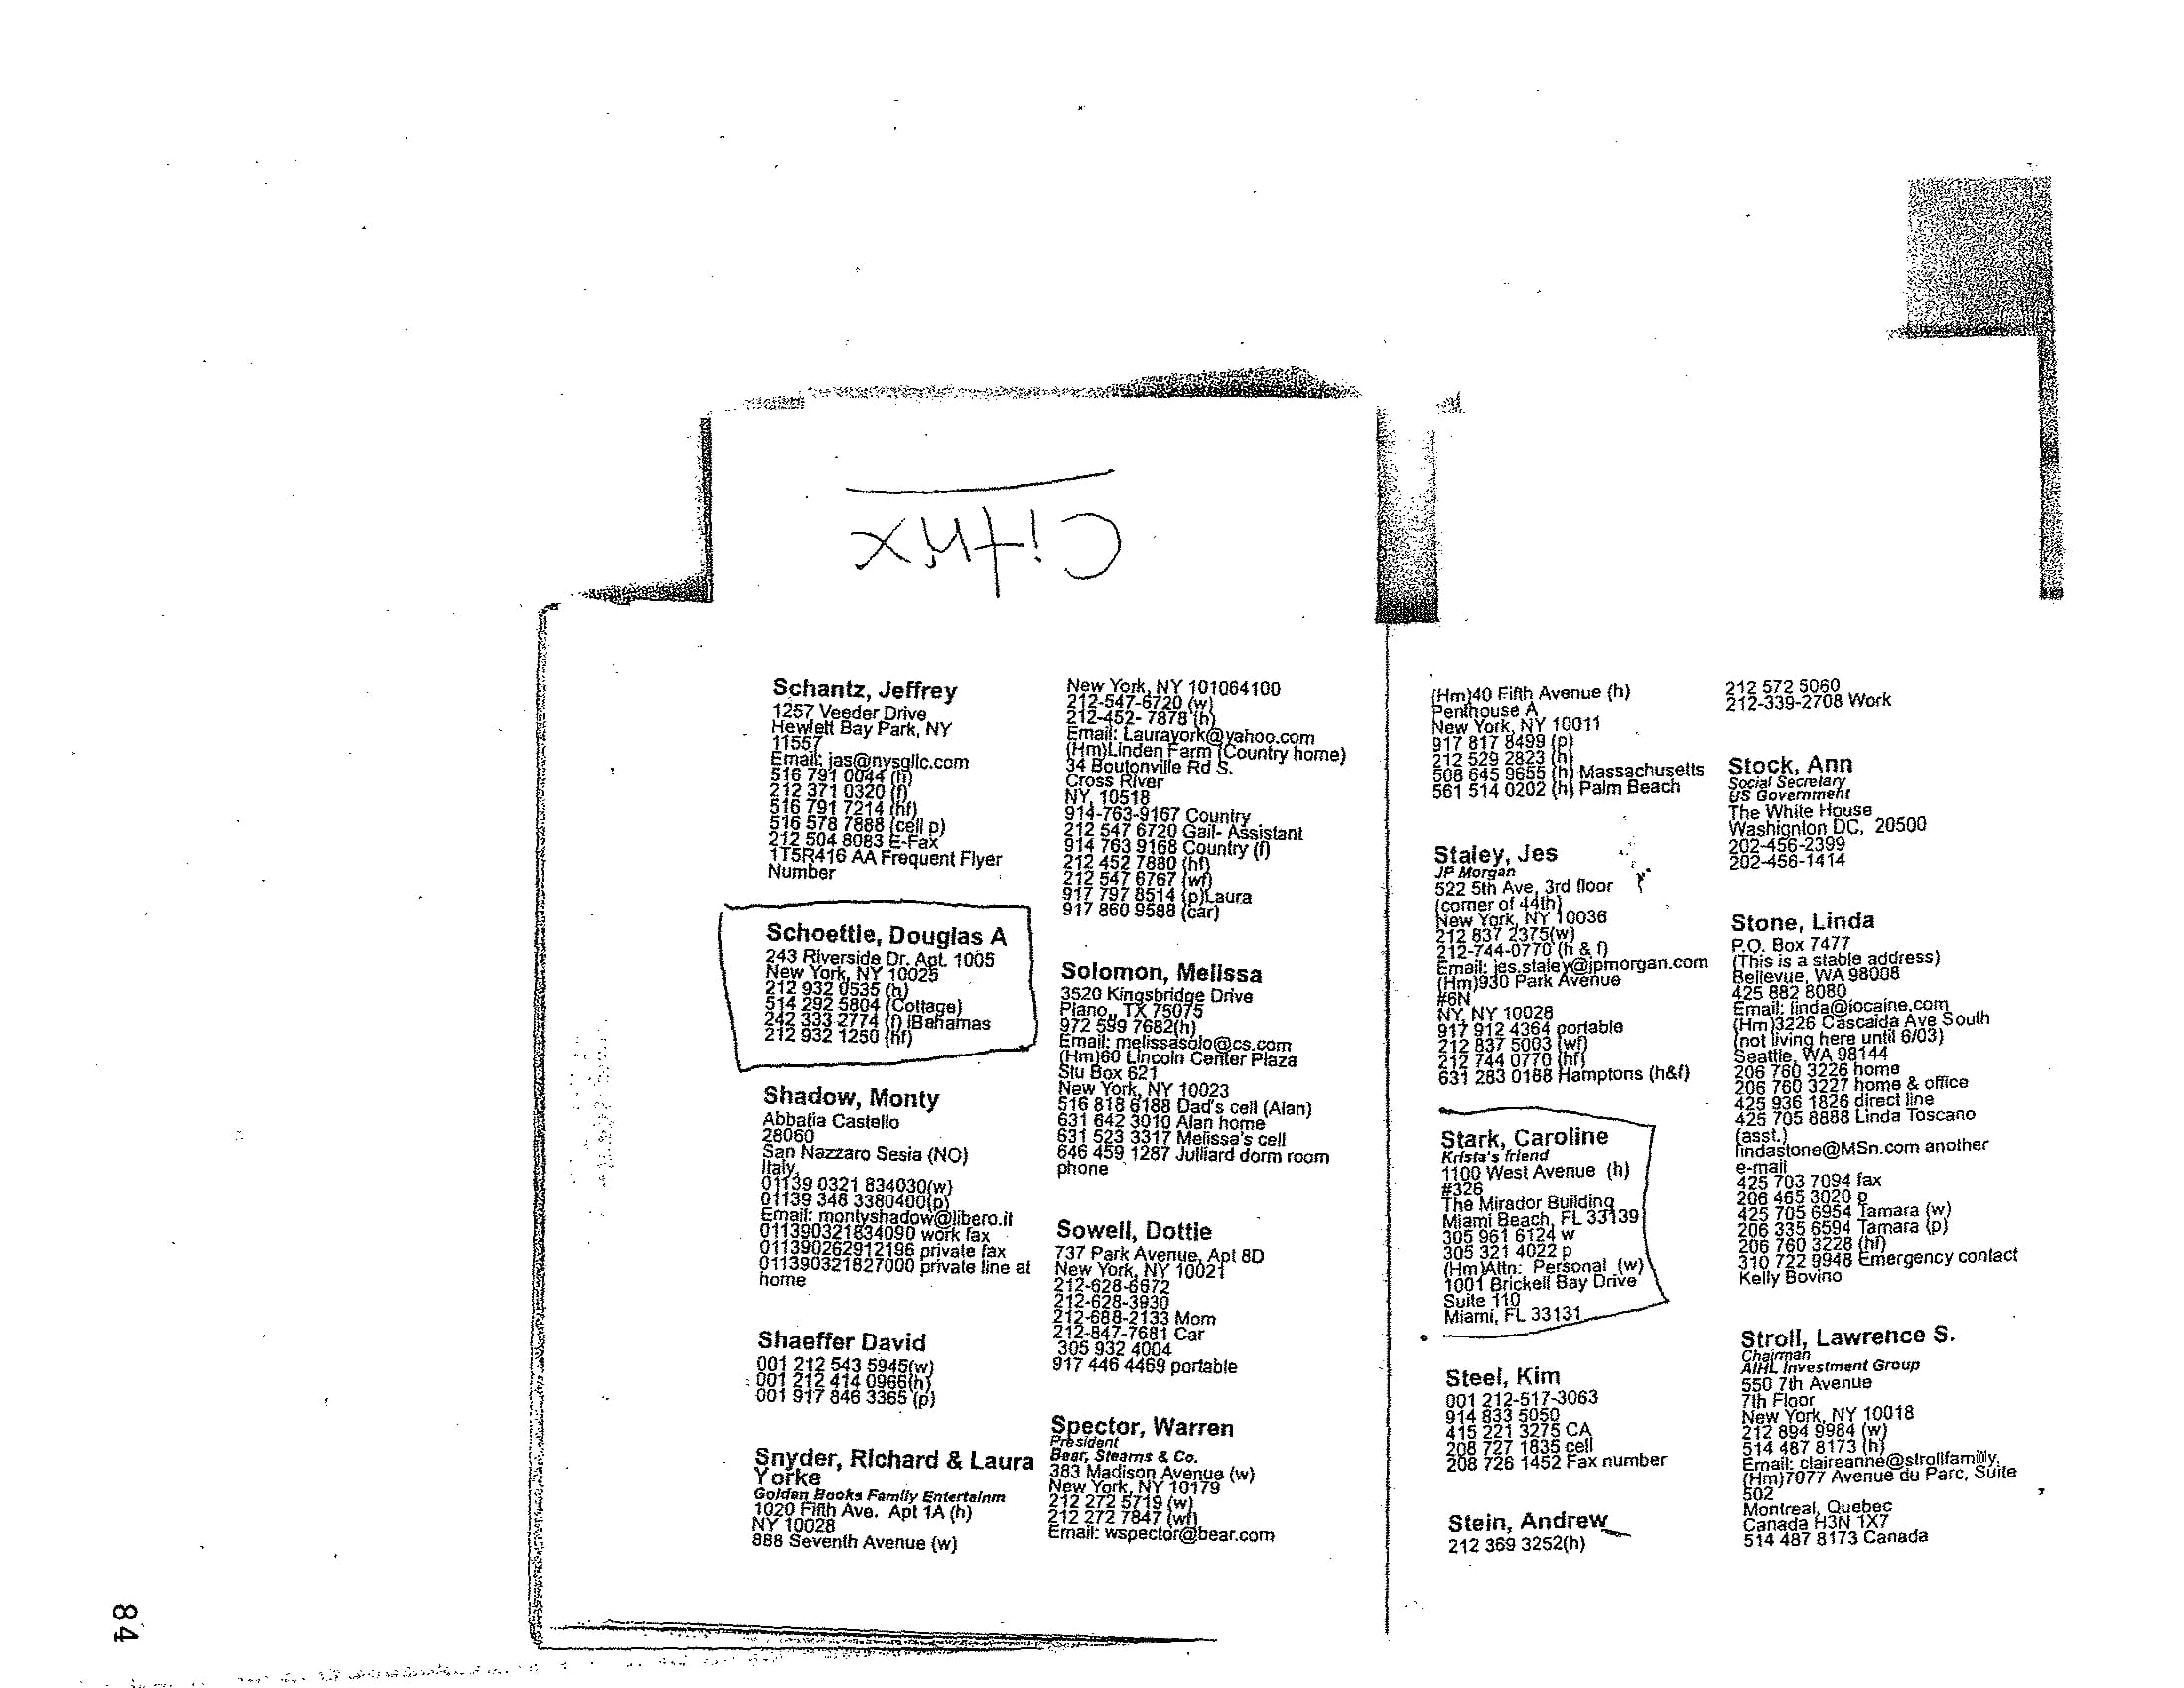 Citrix
Schantz, Jeffrey
1257 Veeder Drive
Hewlett Bay Park, NY
11557
Email: jas@nysgllc.com
516 791 0044 (h)
212 371 0320 (f)
516 791 7214 (hf)
516 578 7888 (cell p)
212 504 8083 E-Fax
1T5R416 AA Frequent Flyer
Number
Schoettle, Douglas A
243 Riverside Dr. Apt. 1005
New York, NY 10025
212 932 0535 (h)
514 292 5804 (Cottage)
242 333 2774 (f) lBahamas
212 932 1250 (hf)
Shadow, Monty
Abbatia Castello
28060
San Nazzaro Sesia (NO)
Italy,
01139 0321 834030(w)
01139 348 3380400(p)
Email: montyshadow@libero.it
011390321834090 work fax
011390262912196 private fax
011390321827000 private line at
home
Shaeffer David
001 212 543 5945(w)
001 212 414 0966(h)
001 917 846 3365 (p)
Snyder, Richard & Laura
Yorke
Golden Books Family Entertainm
1020 Fifth Ave. Apt 1A (h)
NY 10028
888 Seventh Avenue (w)
New York, NY 101064100
212-547-6720 (w)
212-452- 7878 (h)
Email: Laurayork@yahoo.com
(Hm)Linden Farm (Country home)
34 Boutonville Rd S.
Cross River
NY, 10518
914-763-9167 Country
212 547 6720 Gail- Assistant
914 763 9168 Country (f)
212 452 7880 (hf)
212 547 6767 (wf)
917 797 8514 (p)Laura
917 860 9588 (car)
Solomon, Melissa
3520 Kingsbridge Drive
Plano,, TX 75075
972 599 7682(h)
Email: melissasolo@cs.com
(Hm)60 Lincoln Center Plaza
Stu Box 621
New York, NY 10023
516 818 6188 Dad's cell (Alan)
631 642 3010 Alan home
631 523 3317 Melissa's cell
646 459 1287 Julliard dorm room
phone
Sowell, Dottie
737 Park Avenue, Apt 8D
New York, NY 10021
212-628-6672
212-628-3930
212-688-2133 Mom
212-847-7681 Car
305 932 4004
917 446 4469 portable
Spector, Warren
President
Bear, Stearns & Co.
383 Madison Avenue (w)
New York, NY 10179
212 272 5719 (w)
212 272 7847 (wf)
Email: wspector@bear.com
(Hm)40 Fifth Avenue (h)
Penthouse A
New York, NY 10011
917 817 8499 (p)
212 529 2823 (h)
508 645 9655 (h) Massachusetts
561 514 0202 (h) Palm Beach
Staley, Jes
JP Morgan
522 5th Ave, 3rd floor
(corner of 44th)
New York, NY 10036
212 837 2375(w)
212-744-0770 (h & f)
Email: jes.staley@jpmorgan.com
(Hm)930 Park Avenue
#6N
NY, NY 10028
917 912 4364 portable
212 837 5003 (wf)
212 744 0770 (hf)
631 283 0188 Hamptons (h&f)
Stark, Caroline
Krista's friend
1100 West Avenue (h)
#326
The Mirador Building
Miami Beach, FL 33139
305 961 6124 w
305 321 4022 p
(Hm)Attn: Personal (w)
1001 Brickell Bay Drive
Suite 110
Miami, FL 33131
Steel, Kim
001 212-517-3063
914 833 5050
415 221 3275 CA
208 727 1835 cell
208 726 1452 Fax number
Stein, Andrew
212 369 3252(h)
212 572 5060
212-339-2708 Work
Stock, Ann
Social Secretary
US Government
The White House
Washignton DC, 20500
202-456-2399
202-456-1414
Stone, Linda
P.O. Box 7477
(This is a stable address)
Bellevue, WA 98008
425 882 8080
Email: linda@iocaine.com
(Hm)3226 Cascalda Ave South
(not living here until 6/03)
Seattle, WA 98144
206 760 3226 home
206 760 3227 home & office
425 936 1826 direct line
425 705 8888 Linda Toscano
(asst.)
lindastone@MSn.com another
e-mail
425 703 7094 fax
206 465 3020 p
425 705 6954 Tamara (w)
206 335 6594 Tamara (p)
206 760 3228 (hf)
310 722 9948 Emergency contact
Kelly Bovino
Stroll, Lawrence S.
Chairman
AIHL Investment Group
550 7th Avenue
7th Floor
New York, NY 10018
212 894 9984 (w)
514 487 8173 (h)
Email: claireanne@strollfamilly.
(Hm)7077 Avenue du Parc, Suite
502
Montreal, Quebec
Canada H3N 1X7
514 487 8173 Canada
84